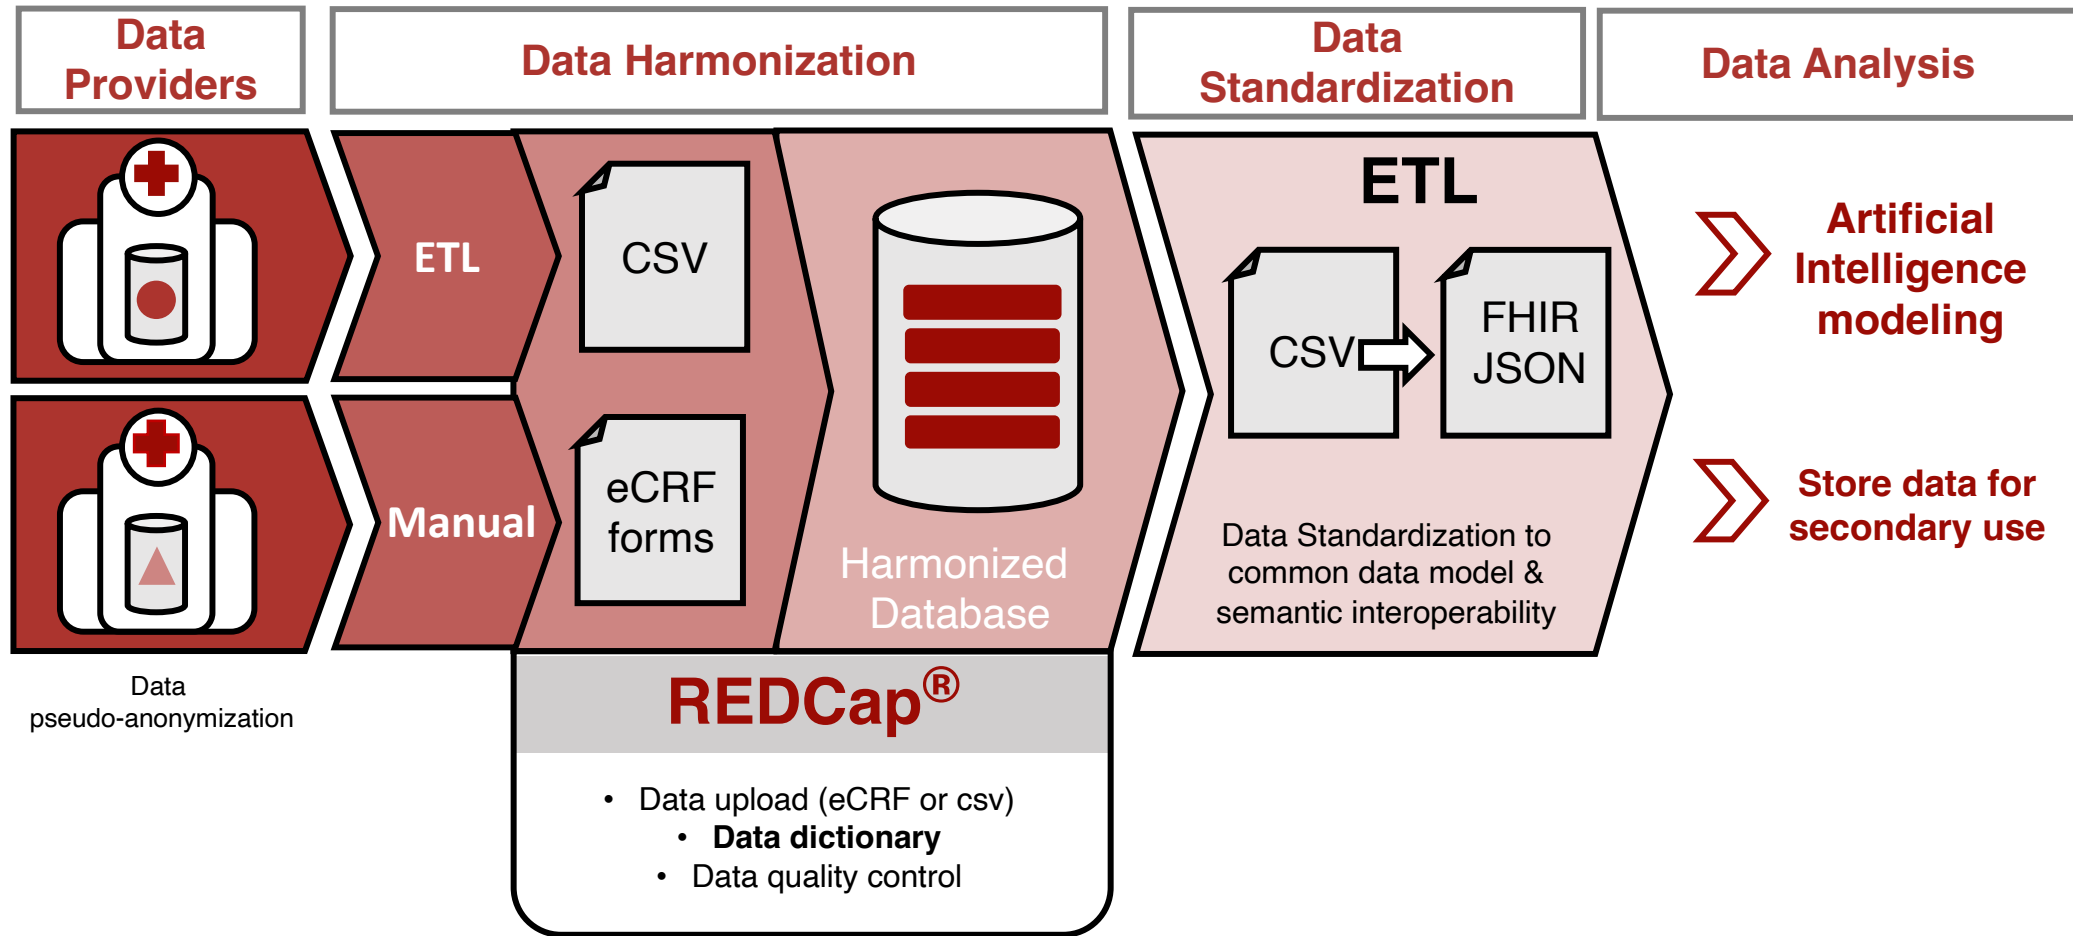 Data
Providers
Data Harmonization
Data
Standardization
Data Analysis
ETL
CSV
Manual
eCRF
forms
Harmonized
Database
ETL
CSV
FHIR
JSON
Data Standardization to
common data model &
semantic interoperability
Artificial
Intelligence
modeling
Store data for
secondary use
Data
pseudo-anonymization
REDCap®
• Data upload (eCRF or csv)
• Data dictionary
• Data quality control